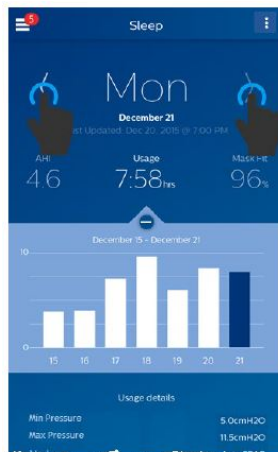 5
Sleep
Mon
December 21
Last Updated: Dec 20, 2015 @ 7:00 PM
AHI Usage Mask Fit
4.6 7:58 hrs 96%
December 15 - December 21
10
0
15 16 17 18 19 20 21
Usage details
Min Pressure 5.0cmH2O
Max Pressure 11.5cmH2O